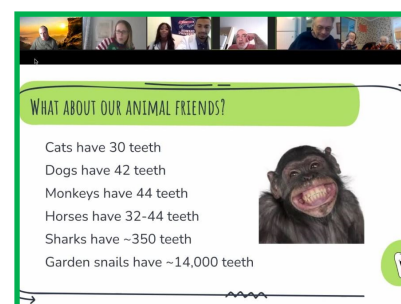 WHAT ABOUT OUR ANIMAL FRIENDS?
Cats have 30 teeth
Dogs have 42 teeth
Monkeys have 44 teeth
Horses have 32-44 teeth
Sharks have ~350 teeth
Garden snails have ~14,000 teeth